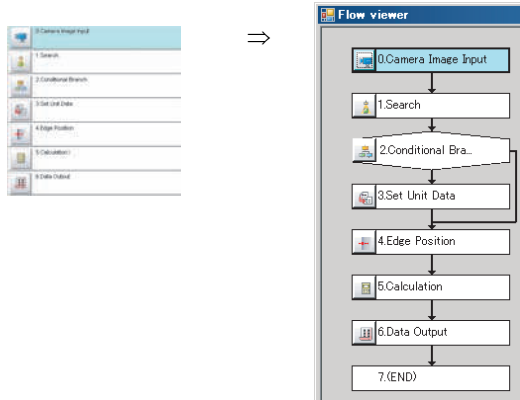 0.Camera Image Input
1.Search
2.Conditional Branch
3.Set Unit Data
4.Edge Position
5.Calculation
6.Data Output
⇒
Flow viewer
0.Camera Image Input
1.Search
2.Conditional Bra...
3.Set Unit Data
4.Edge Position
5.Calculation
6.Data Output
7.(END)